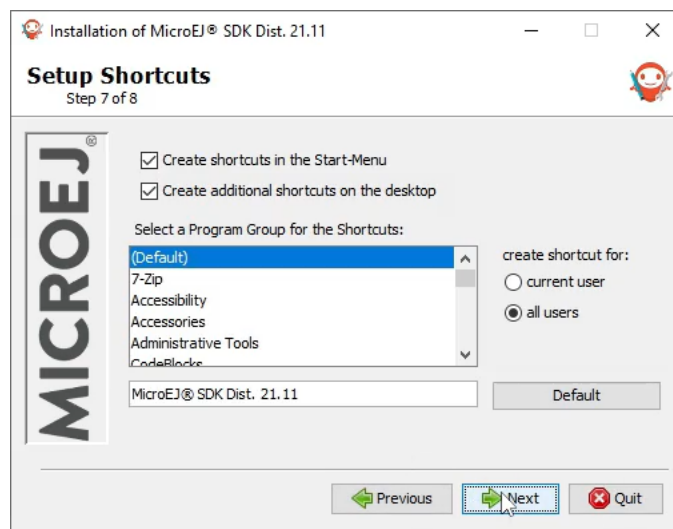 Installation of MicroEJ® SDK Dist. 21.11
Setup Shortcuts
Step 7 of 8
MICROEJ®
Create shortcuts in the Start-Menu
Create additional shortcuts on the desktop
Select a Program Group for the Shortcuts:
(Default)
7-Zip
Accessibility
Accessories
Administrative Tools
CodeBlocks
create shortcut for:
current user
all users
MicroEJ® SDK Dist. 21.11
Default
Previous
Next
Quit